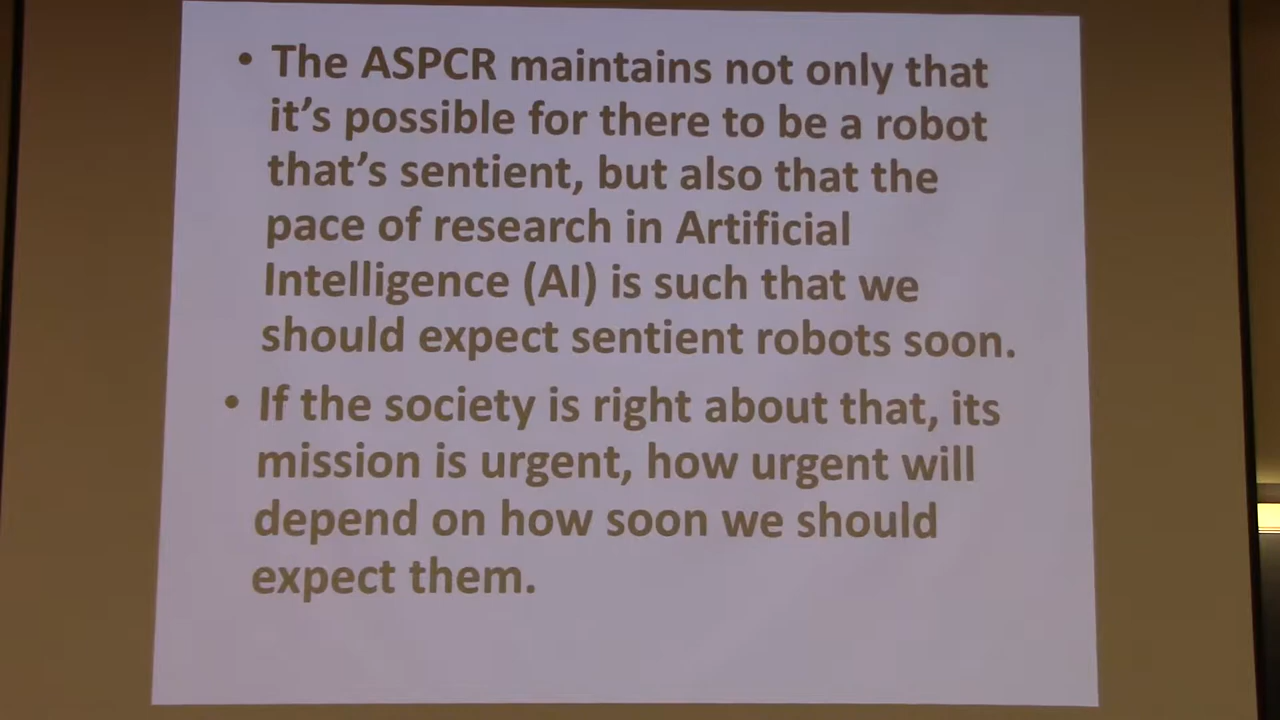 • The ASPCR maintains not only that
it's possible for there to be a robot
that's sentient, but also that the
pace of research in Artificial
Intelligence (AI) is such that we
should expect sentient robots soon.
• If the society is right about that, its
mission is urgent, how urgent will
depend on how soon we should
expect them.